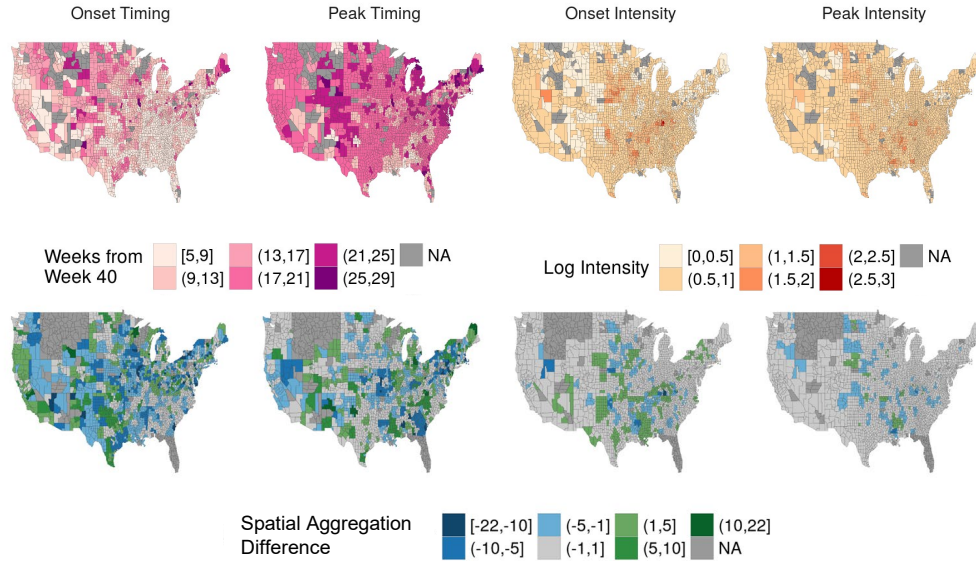 Onset Timing
Peak Timing
Onset Intensity
Peak Intensity
Weeks from
Week 40
[5,9]
(13,17]
(21,25]
NA
(9,13]
(17,21]
(25,29]
Log Intensity
[0,0.5]
(1,1.5]
(2,2.5]
NA
(0.5,1]
(1.5,2]
(2.5,3]
Spatial Aggregation
Difference
[-22,-10]
(-5,-1]
(1,5]
(10,22]
(-10,-5]
(-1,1]
(5,10]
NA